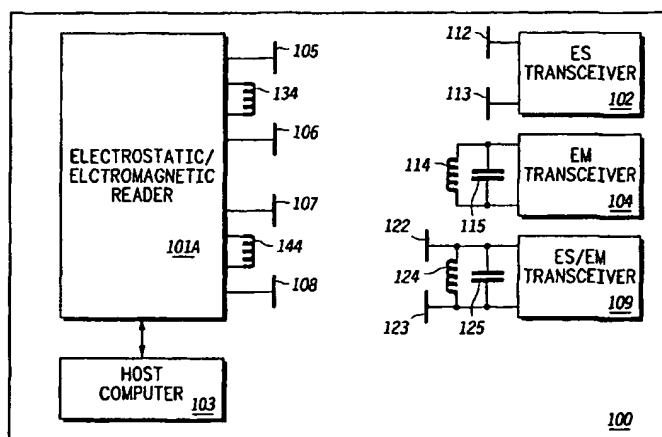 ELECTROSTATIC/
ELCTROMAGNETIC
READER
101A
105
134
106
107
144
108
HOST
COMPUTER
103
112
113
ES
TRANSCEIVER
102
114
115
EM
TRANSCEIVER
104
122
124
123
125
ES/EM
TRANSCEIVER
109
100